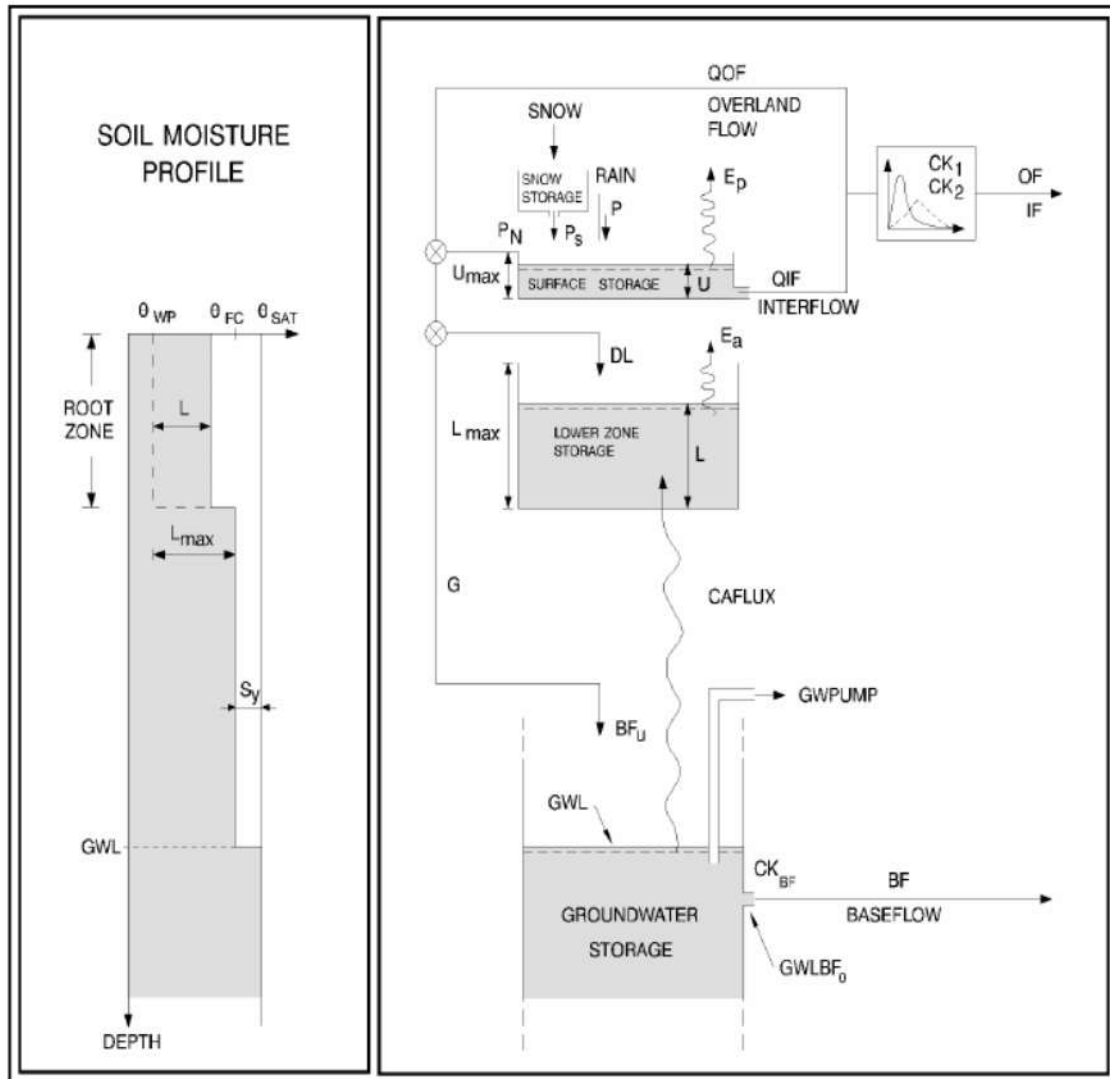 SOIL MOISTURE
PROFILE
θ WP θ FC θ SAT
ROOT
ZONE
L
Lmax
Sy
GWL
DEPTH
QOF
OVERLAND
FLOW
SNOW
SNOW
STORAGE
RAIN
P
Ps
PN
Ep
CK1
CK2
OF
IF
Umax
SURFACE STORAGE
U
QIF
INTERFLOW
DL
Ea
Lmax
LOWER ZONE
STORAGE
L
G
CAFLUX
GWPUMP
BFU
GWL
CKBF
BF
BASEFLOW
GROUNDWATER
STORAGE
GWLBF0